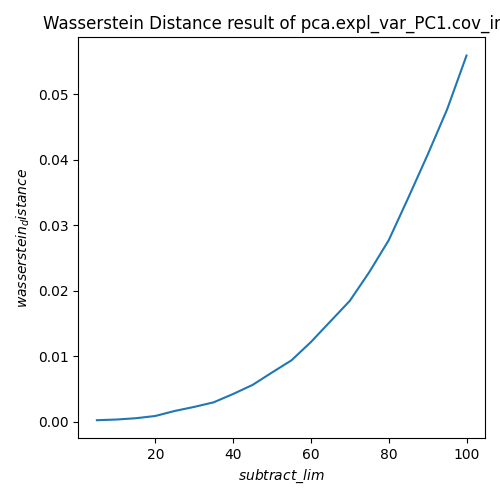 Wasserstein Distance result of pca.expl_var_PC1.cov_in
0.05
0.04
0.03
0.02
0.01
0.00
wasserstein_distance
20 40 60 80 100
subtract_lim